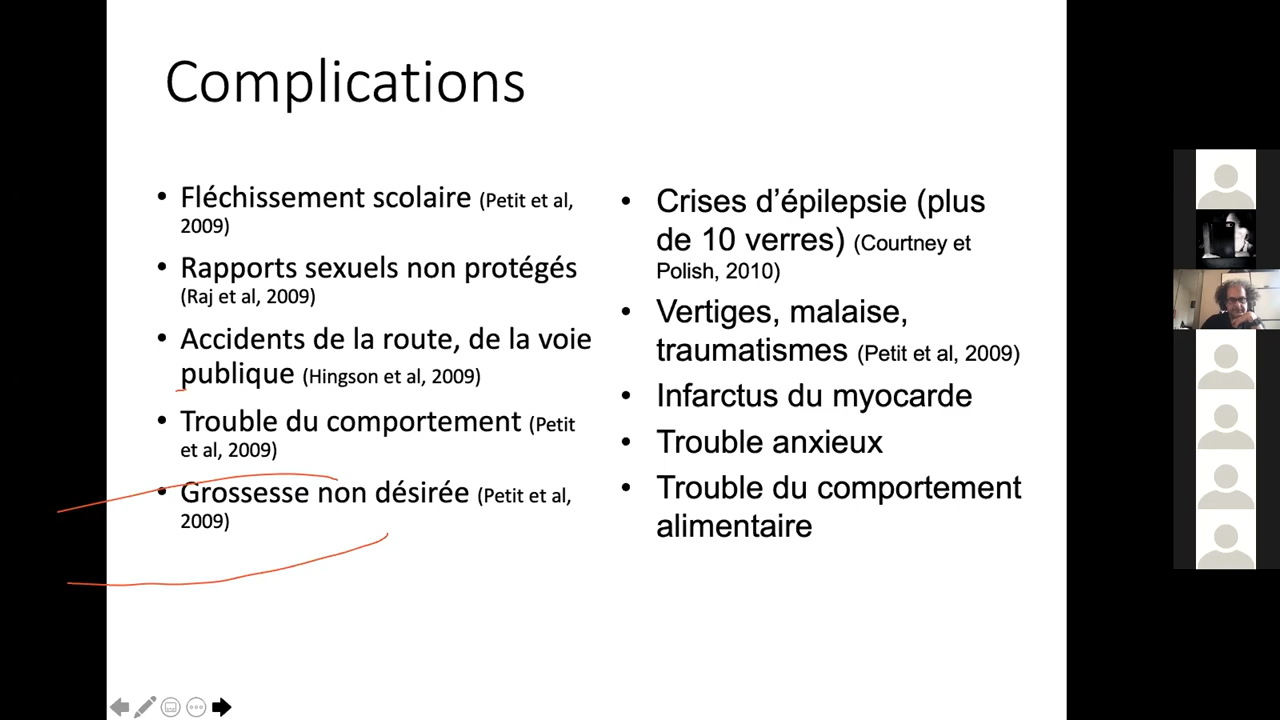 Complications
• Fléchissement scolaire (Petit et al,
2009)
• Rapports sexuels non protégés
(Raj et al, 2009)
• Accidents de la route, de la voie
publique (Hingson et al, 2009)
• Trouble du comportement (Petit
et al, 2009)
• Grossesse non désirée (Petit et al,
2009)
• Crises d’épilepsie (plus
de 10 verres) (Courtney et
Polish, 2010)
• Vertiges, malaise,
traumatismes (Petit et al, 2009)
• Infarctus du myocarde
• Trouble anxieux
• Trouble du comportement
alimentaire